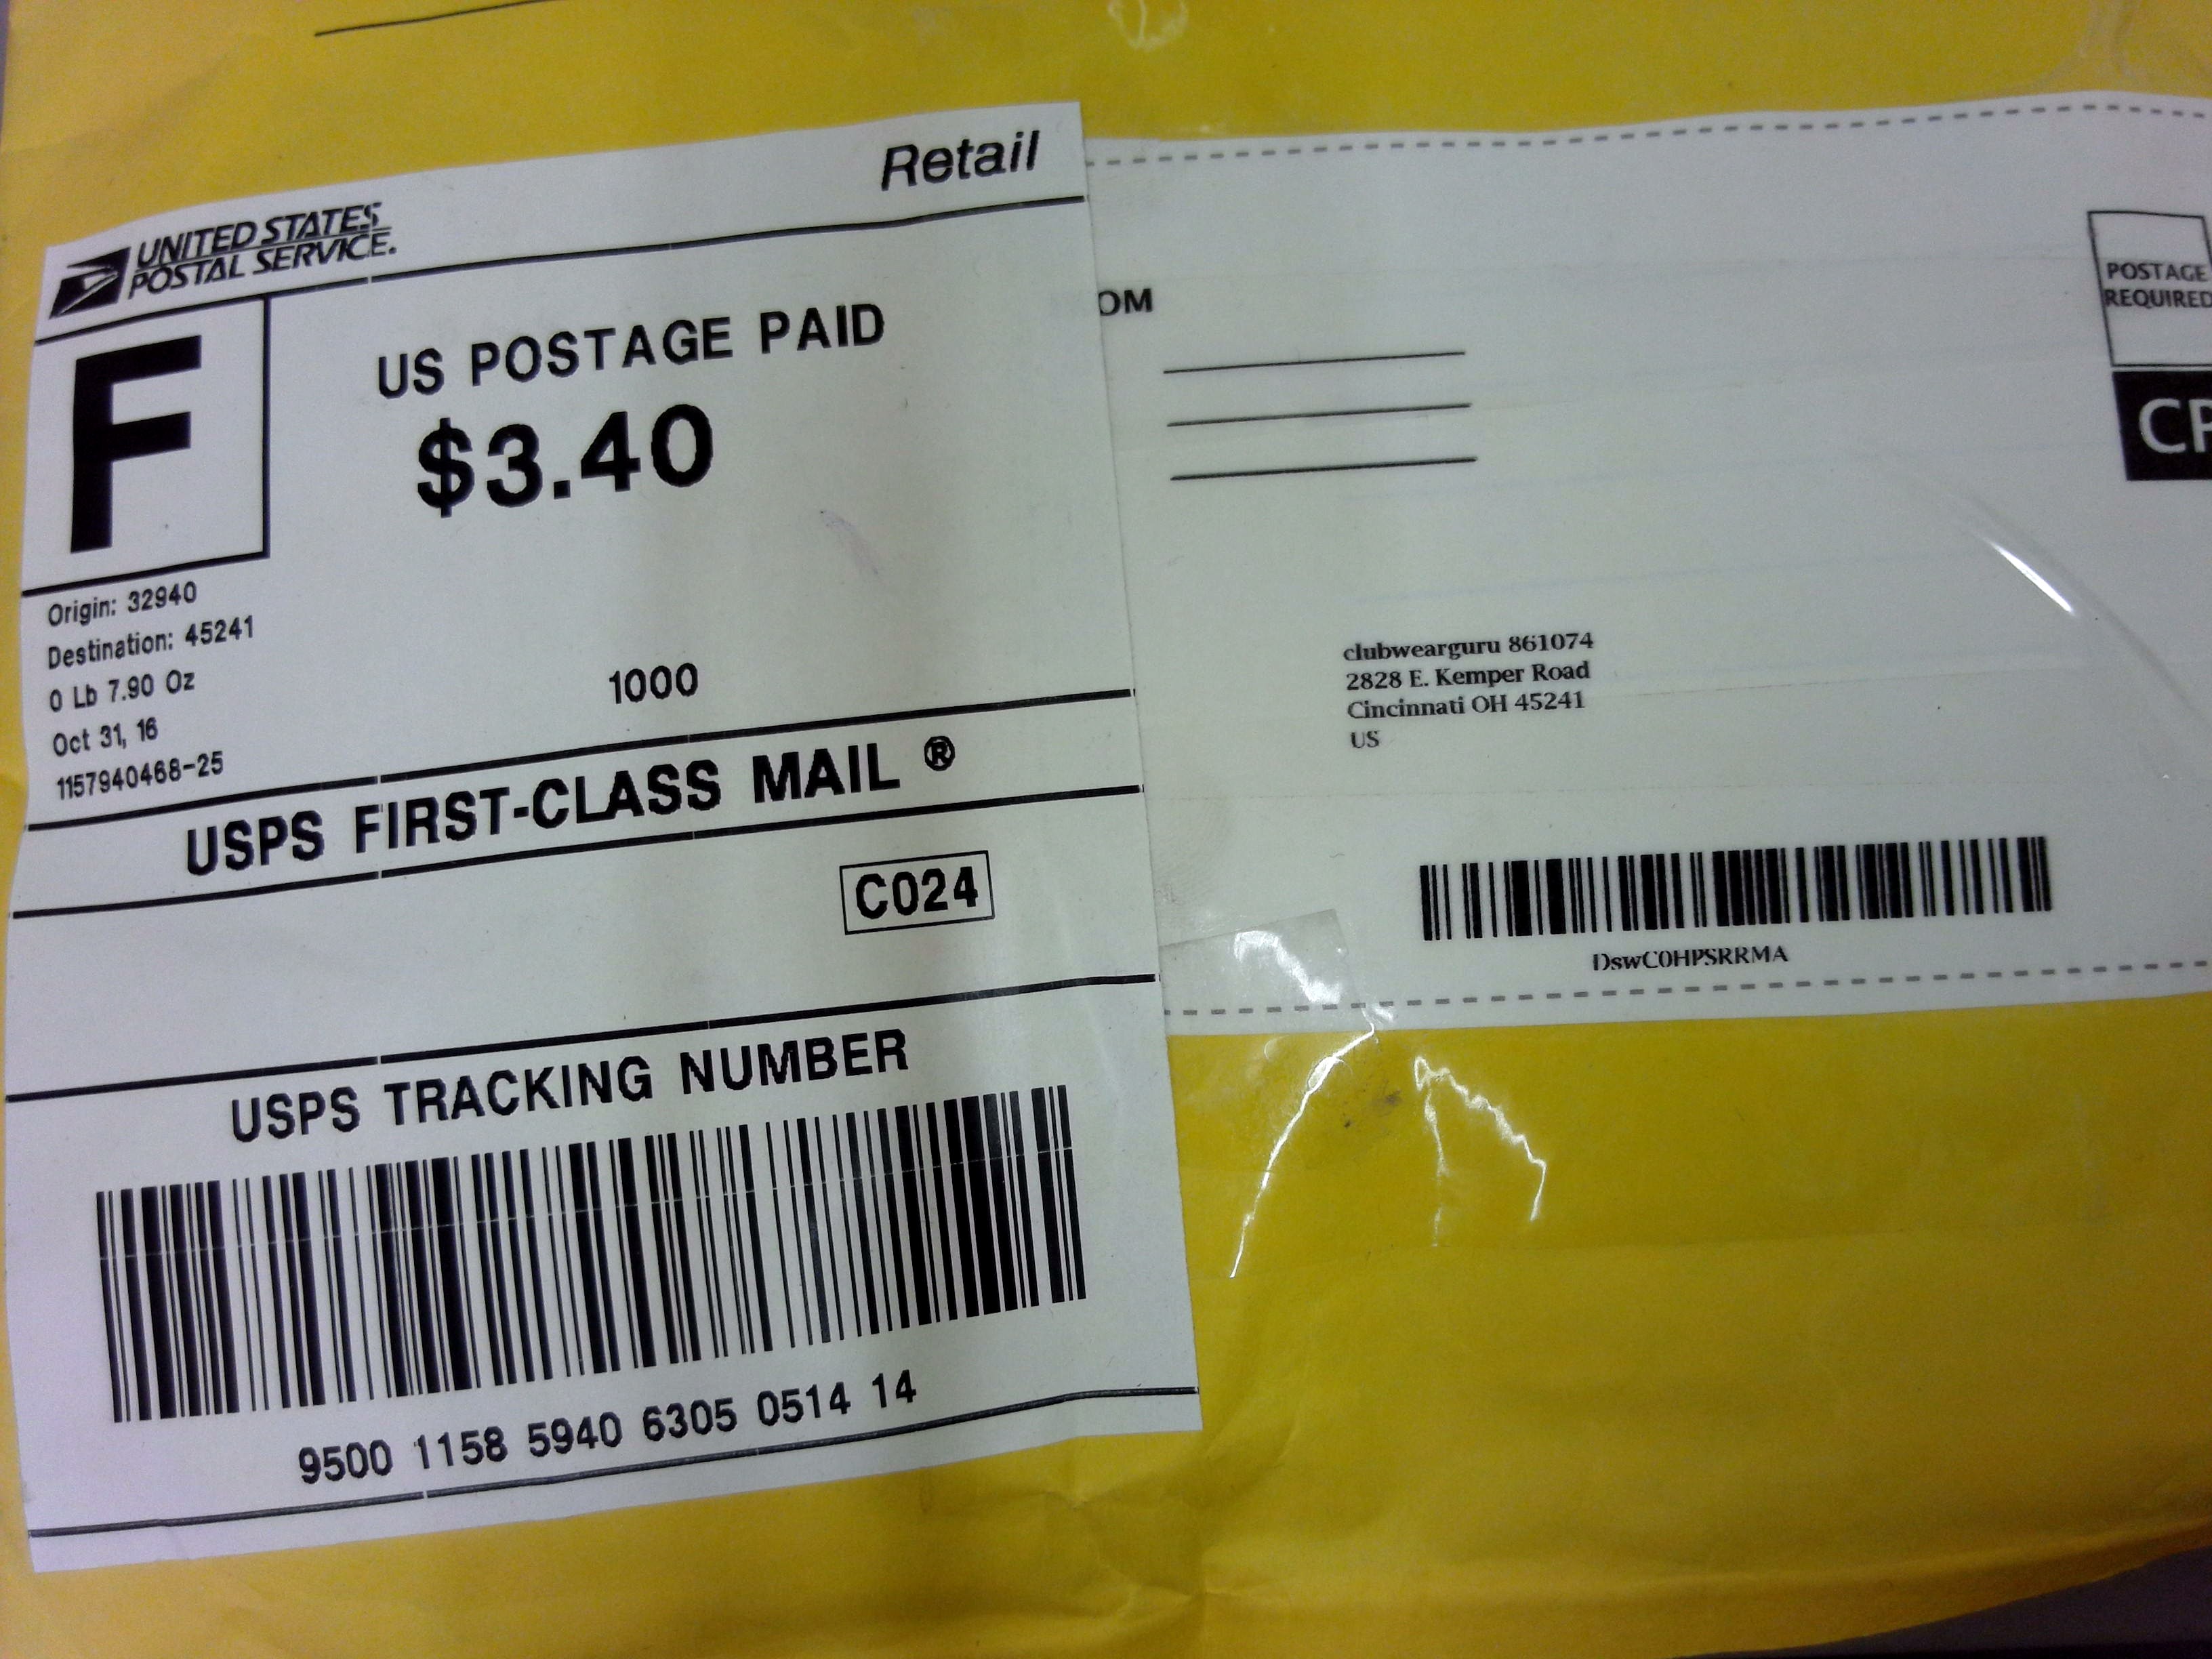 Retail
UNITED STATES
POSTAL SERVICE.
F
US POSTAGE PAID
$3.40
Origin: 32940
Destination: 45241
0 Lb 7.90 Oz
Oct 31, 16
1157940468-25
1000
USPS FIRST-CLASS MAIL ®
C024
USPS TRACKING NUMBER
9500 1158 5940 6305 0514 14
OM
POSTAGE
REQUIRED
clubwearguru 861074
2828 E. Kemper Road
Cincinnati OH 45241
US
DswC0HPSRRMA